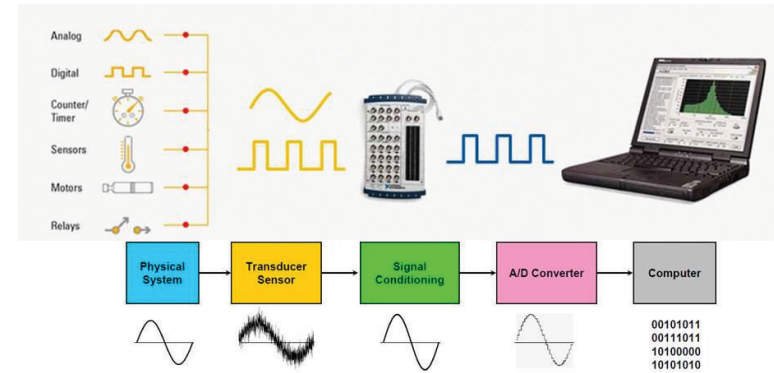 Analog
Digital
Counter/
Timer
Sensors
Motors
Relays
Physical
System
Transducer
Sensor
Signal
Conditioning
A/D Converter
Computer
00101011
00111011
10100000
10101010